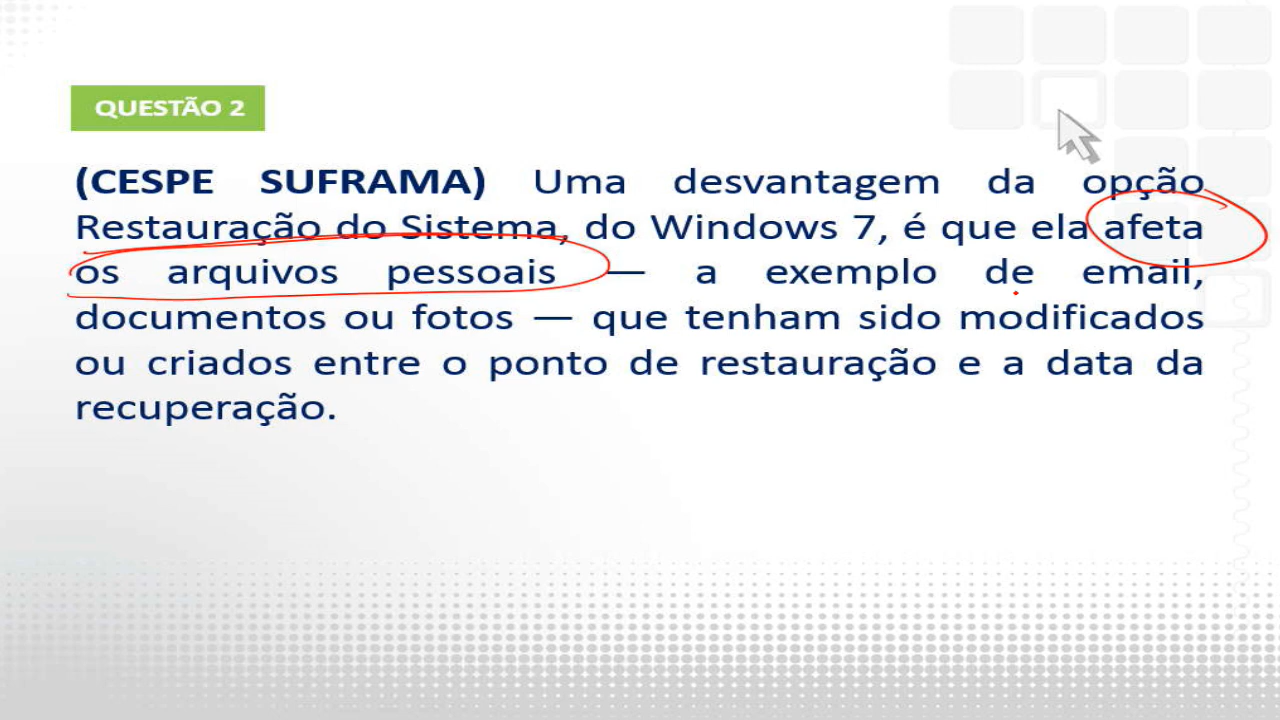 QUESTÃO 2
(CESPE SUFRAMA) Uma desvantagem da opção
Restauração do Sistema, do Windows 7, é que ela afeta
os arquivos pessoais — a exemplo de email,
documentos ou fotos — que tenham sido modificados
ou criados entre o ponto de restauração e a data da
recuperação.